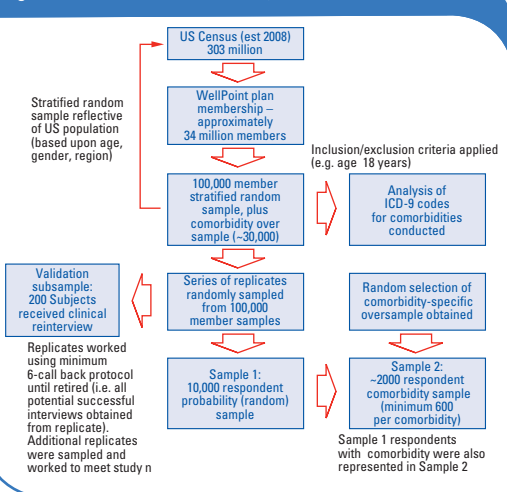 US Census (est 2008)
303 million
WellPoint plan
membership –
approximately
34 million members
Stratified random
sample reflective
of US population
(based upon age,
gender, region)
Inclusion/exclusion criteria applied
(e.g. age 18 years)
100,000 member
stratified random
sample, plus
comorbidity over
sample (~30,000)
Analysis of
ICD-9 codes
for comorbidities
conducted
Validation
subsample:
200 Subjects
received clinical
reinterview
Series of replicates
randomly sampled
from 100,000
member samples
Random selection of
comorbidity-specific
oversample obtained
Replicates worked
using minimum
6-call back protocol
until retired (i.e. all
potential successful
interviews obtained
from replicate).
Additional replicates
were sampled and
worked to meet study n
Sample 1:
10,000 respondent
probability (random)
sample
Sample 2:
~2000 respondent
comorbidity sample
(minimum 600
per comorbidity)
Sample 1 respondents
with comorbidity were also
represented in Sample 2